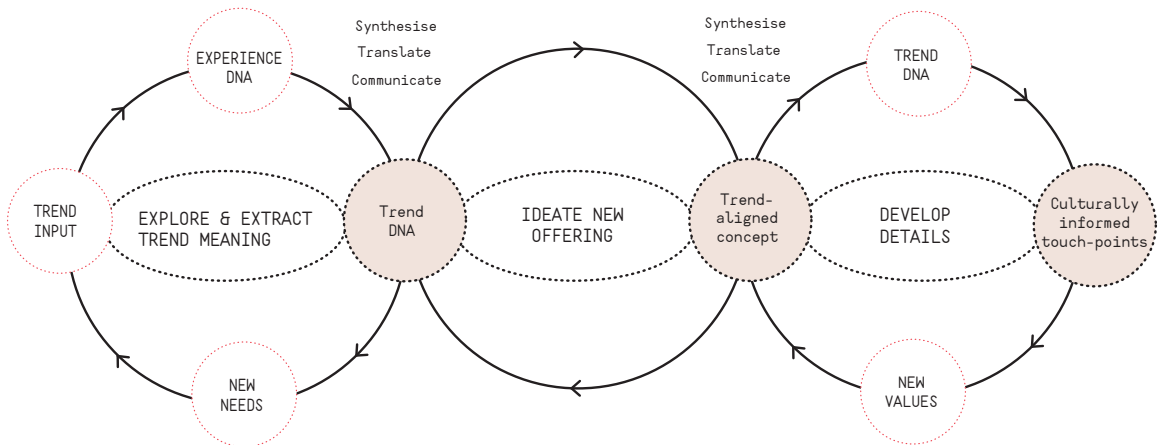 Synthesise
Translate
Communicate
Synthesise
Translate
Communicate
EXPERIENCE
DNA
TREND
DNA
TREND
INPUT
EXPLORE & EXTRACT
TREND MEANING
Trend
DNA
IDEATE NEW
OFFERING
Trend-
aligned
concept
DEVELOP
DETAILS
Culturally
informed
touch-points
NEW
NEEDS
NEW
VALUES